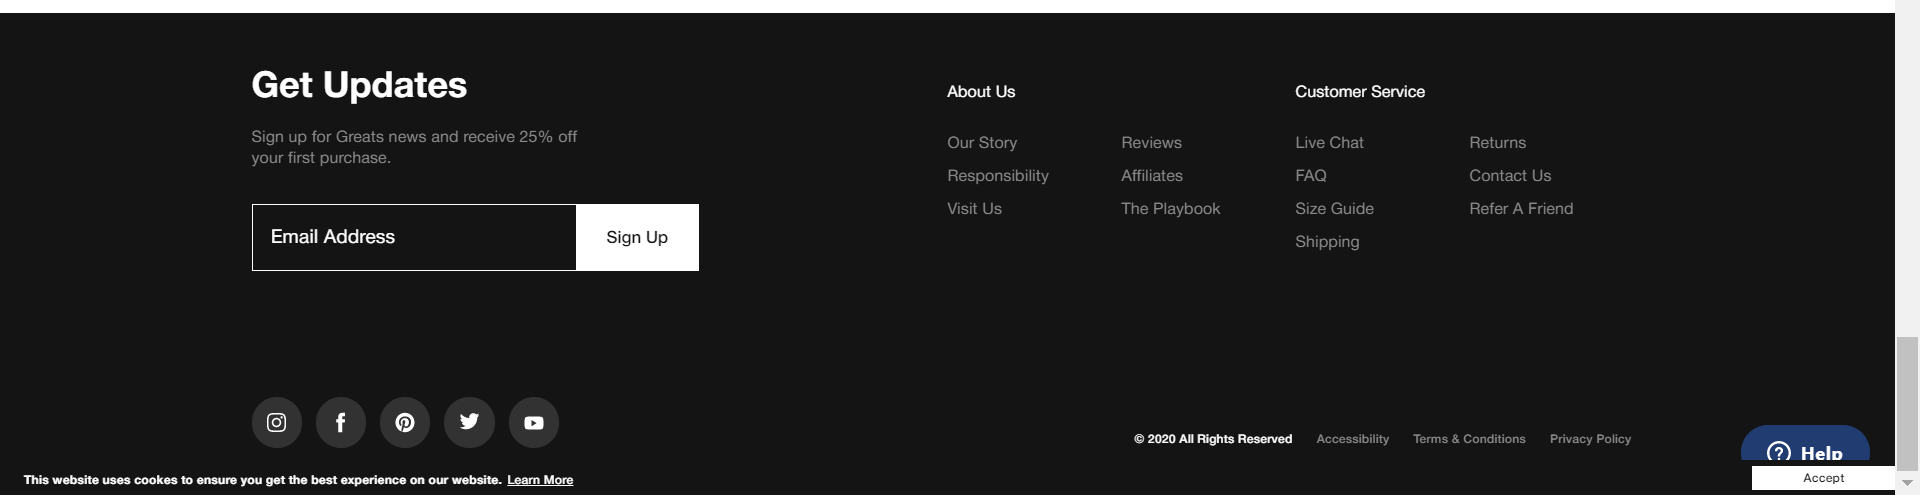 Get Updates
Sign up for Greats news and receive 25% off
your first purchase.
Email Address
Sign Up
About Us
Our Story
Responsibility
Visit Us
Reviews
Affiliates
The Playbook
Customer Service
Live Chat
FAQ
Size Guide
Shipping
Returns
Contact Us
Refer A Friend
© 2020 All Rights Reserved
Accessibility
Terms & Conditions
Privacy Policy
Help
This website uses cookes to ensure you get the best experience on our website. Learn More
Accept